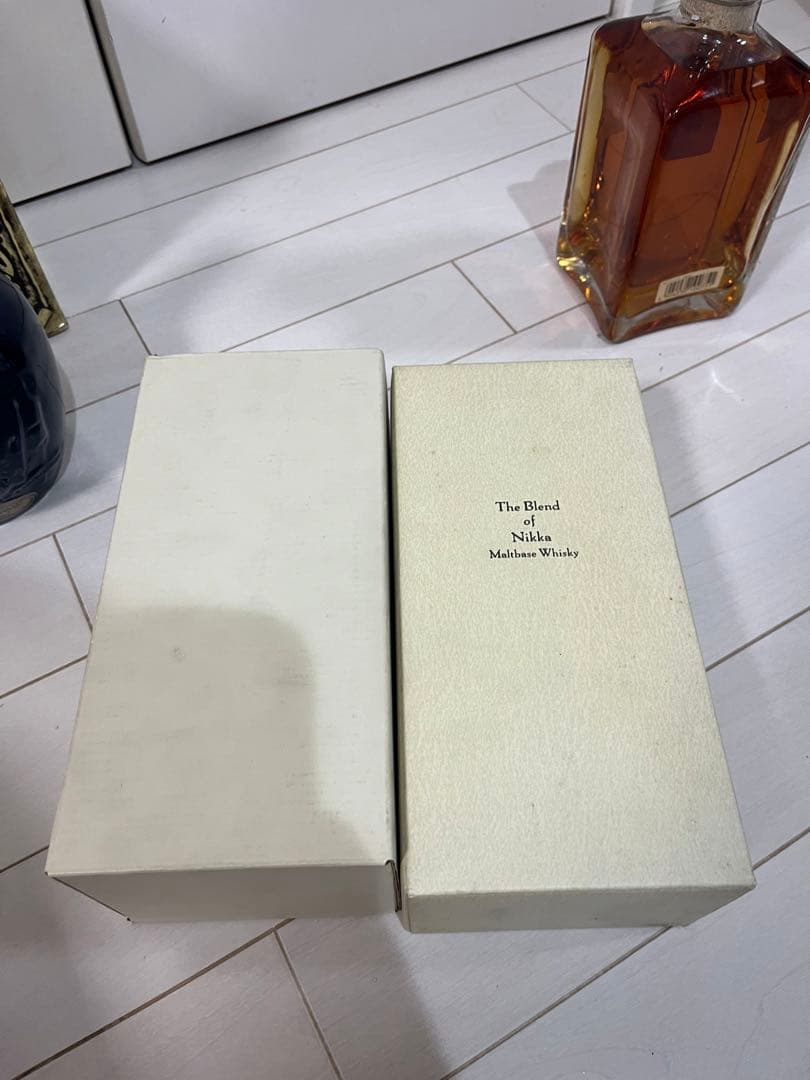 The Blend
of
Nikka
Maltbase Whisky